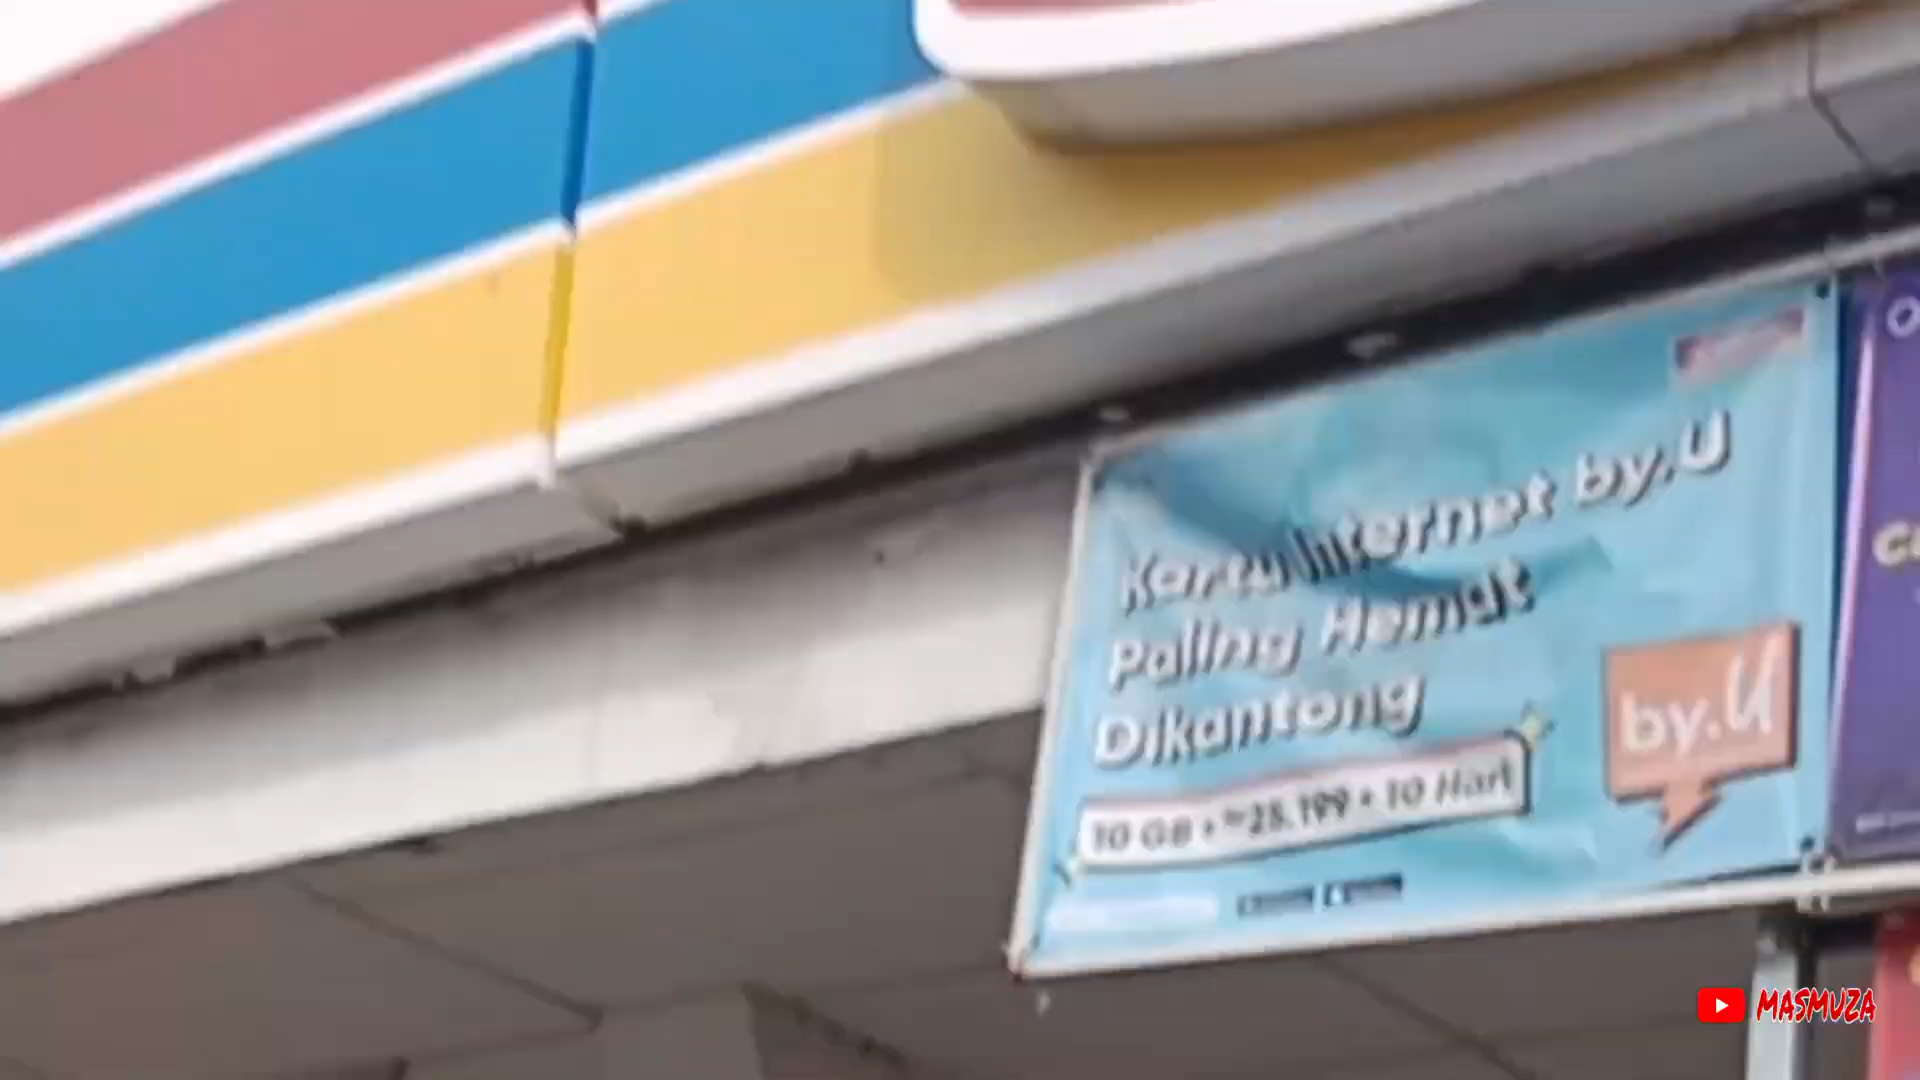 Kartu Internet by.U
Paling Hemat
Dikantong
by.U
10 GB • Rp25.199 • 10 Hari
MASMUZA